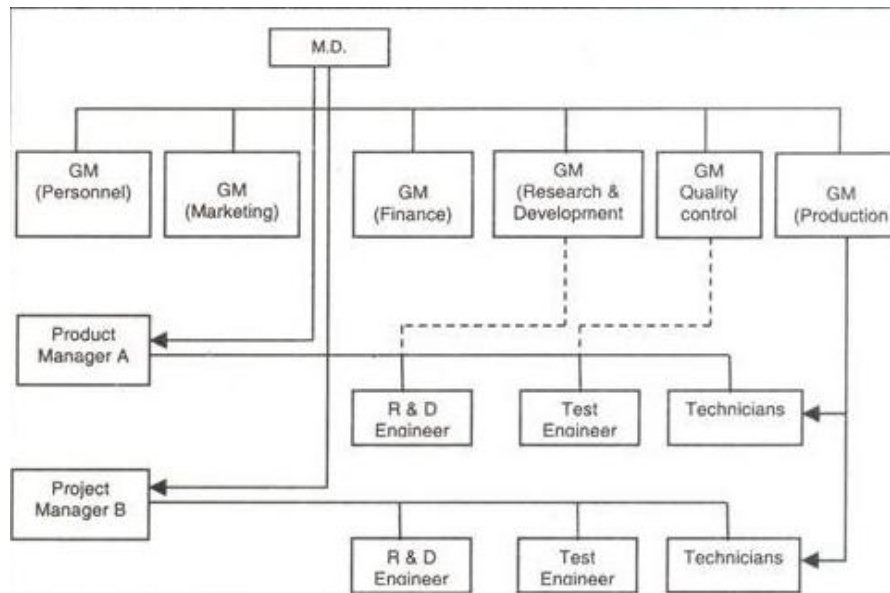 M.D.
GM
(Personnel)
GM
(Marketing)
GM
(Finance)
GM
(Research &
Development
GM
Quality
control
GM
(Production
Product
Manager A
R & D
Engineer
Test
Engineer
Technicians
Project
Manager B
R & D
Engineer
Test
Engineer
Technicians